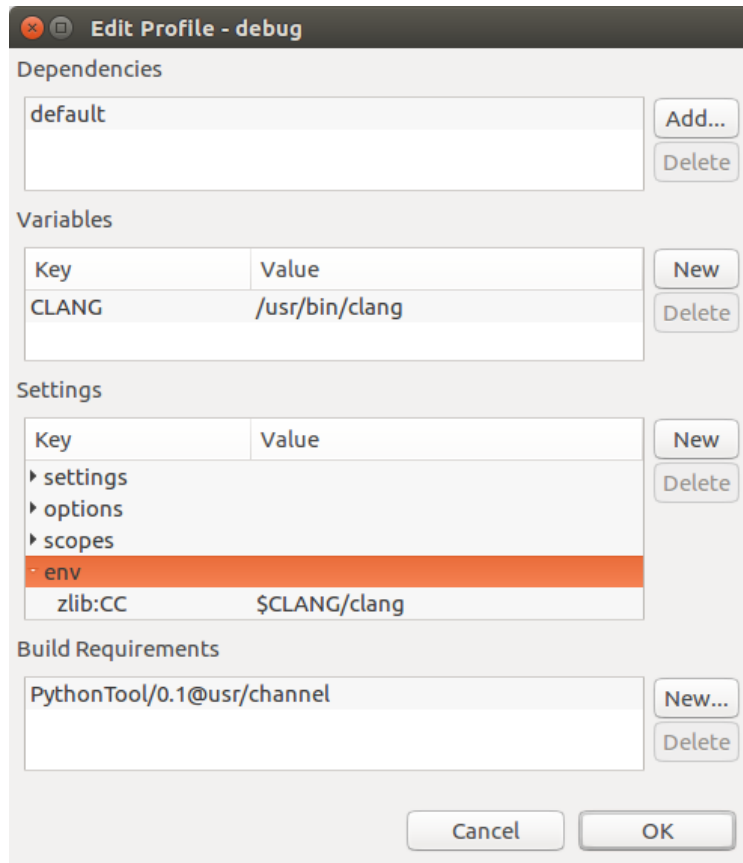 Edit Profile - debug
Dependencies
default
Add...
Delete
Variables
Key Value
New
CLANG /usr/bin/clang
Delete
Settings
Key Value
New
settings
Delete
options
scopes
env
zlib:CC $CLANG/clang
Build Requirements
PythonTool/0.1@usr/channel
New...
Delete
Cancel OK